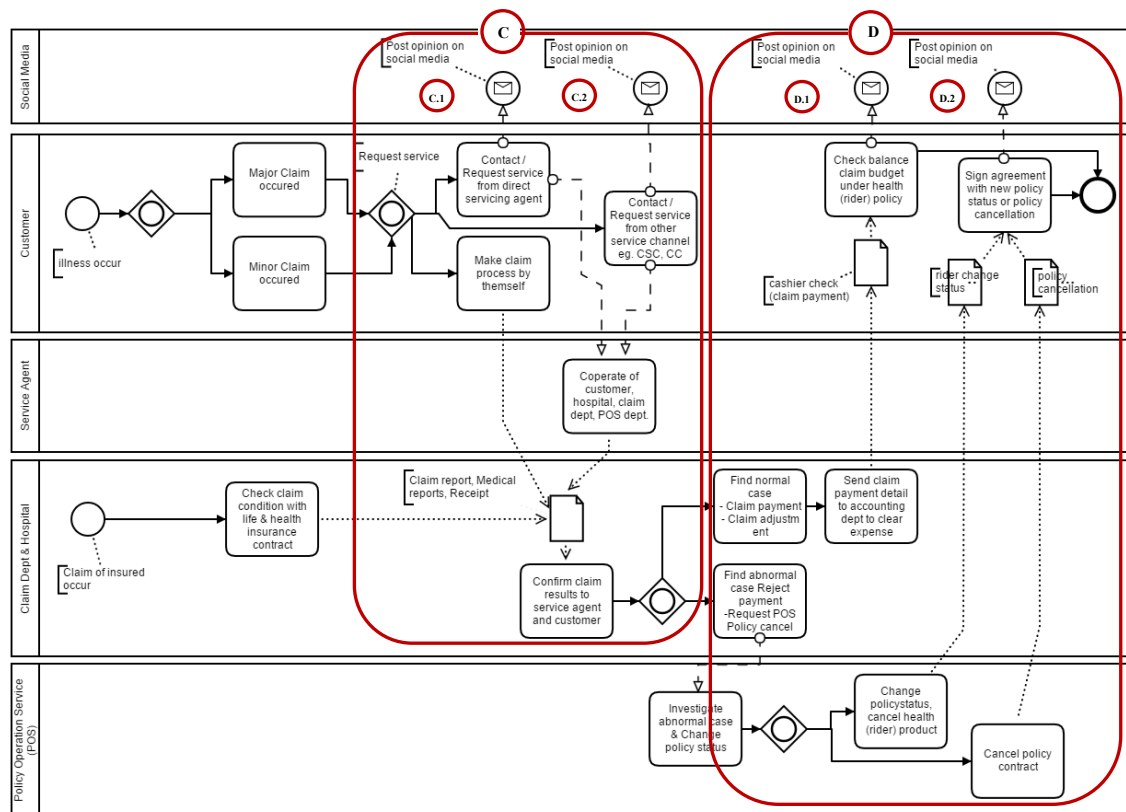 C
D
Social Media
Post opinion on
social media
C.1
Post opinion on
social media
C.2
Post opinion on
social media
D.1
Post opinion on
social media
D.2
Customer
illness occur
Major Claim
occured
Minor Claim
occured
Request service
Contact /
Request service
from direct
servicing agent
Make claim
process by
themself
Contact /
Request service
from other
service channel
eg. CSC, CC
Check balance
claim budget
under health
(rider) policy
cashier check
(claim payment)
Sign agreement
with new policy
status or policy
cancellation
rider change
status
policy
cancellation
Service Agent
Coperate of
customer,
hospital, claim
dept, POS dept.
Claim Dept & Hospital
Claim of insured
occur
Check claim
condition with
life & health
insurance
contract
Claim report, Medical
reports, Receipt
Confirm claim
results to
service agent
and customer
Find normal
case
- Claim payment
- Claim adjustm
ent
Send claim
payment detail
to accounting
dept to clear
expense
Find abnormal
case Reject
payment
-Request POS
Policy cancel
Policy Operation Service
(POS)
Investigate
abnormal case
& Change
policy status
Change
policystatus,
cancel health
(rider) product
Cancel policy
contract